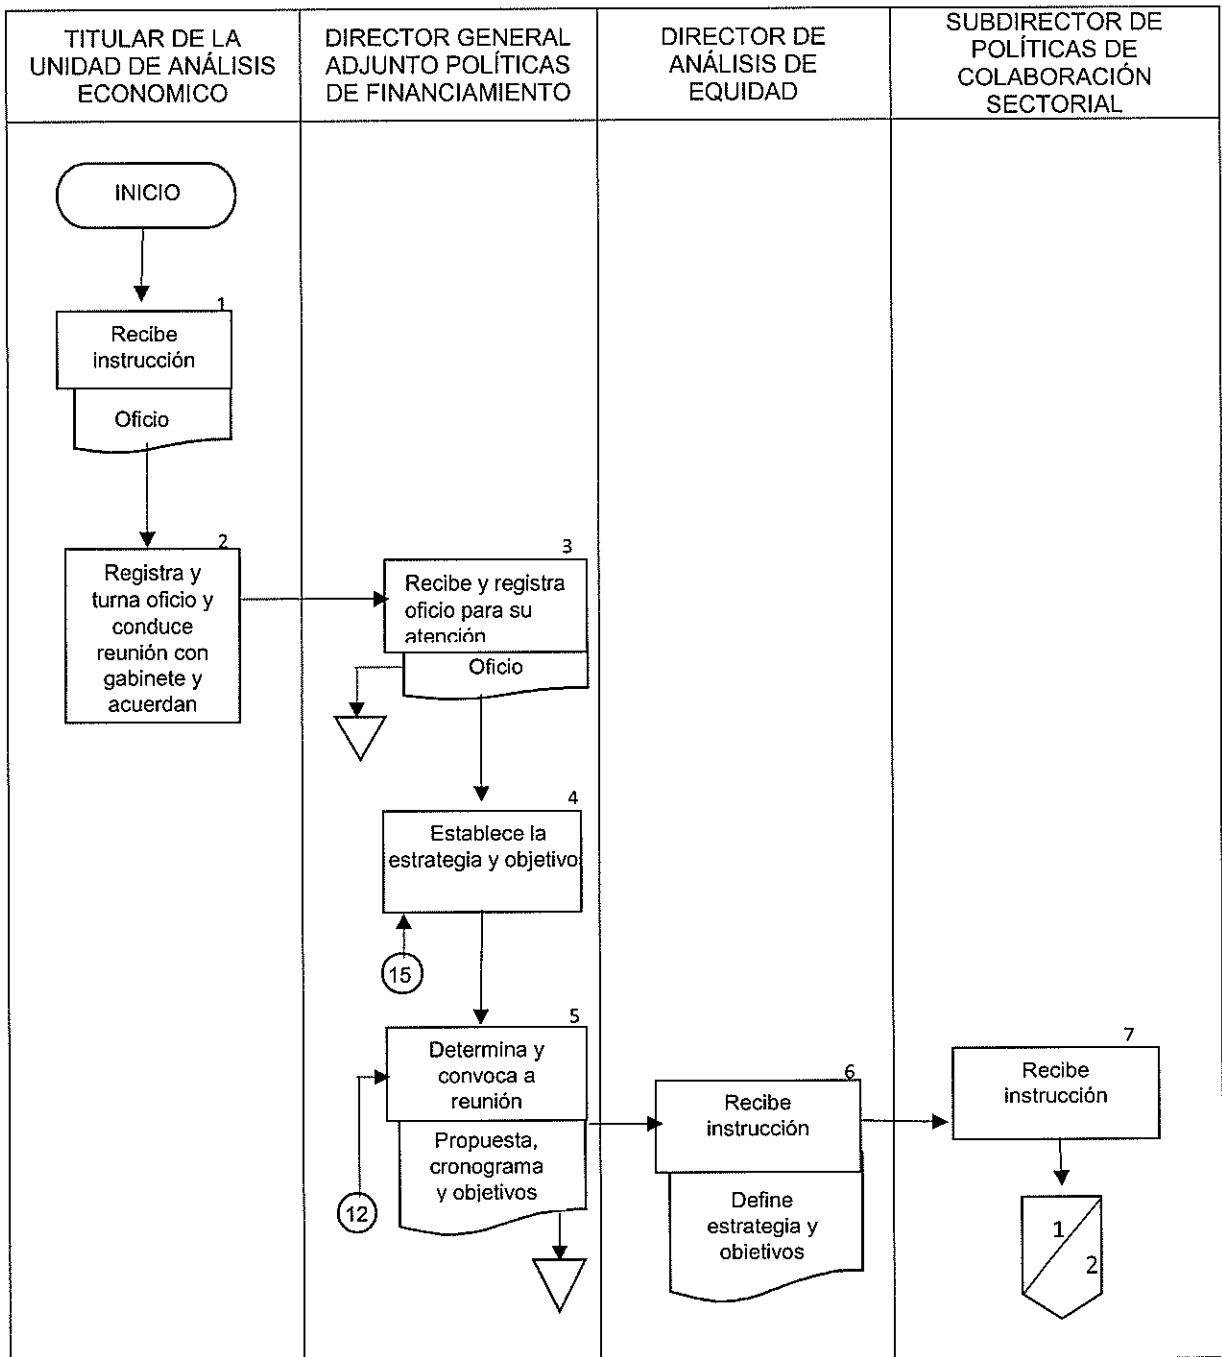 TITULAR DE LA
UNIDAD DE ANÁLISIS
ECONOMICO
DIRECTOR GENERAL
ADJUNTO POLÍTICAS
DE FINANCIAMIENTO
DIRECTOR DE
ANÁLISIS DE
EQUIDAD
SUBDIRECTOR DE
POLÍTICAS DE
COLABORACIÓN
SECTORIAL
INICIO
1
Recibe
instrucción
Oficio
2
Registra y
turna oficio y
conduce
reunión con
gabinete y
acuerdan
3
Recibe y registra
oficio para su
atención
Oficio
4
Establece la
estrategia y objetivo
15
5
Determina y
convoca a
reunión
Propuesta,
cronograma
y objetivos
12
6
Recibe
instrucción
Define
estrategia y
objetivos
7
Recibe
instrucción
1
2